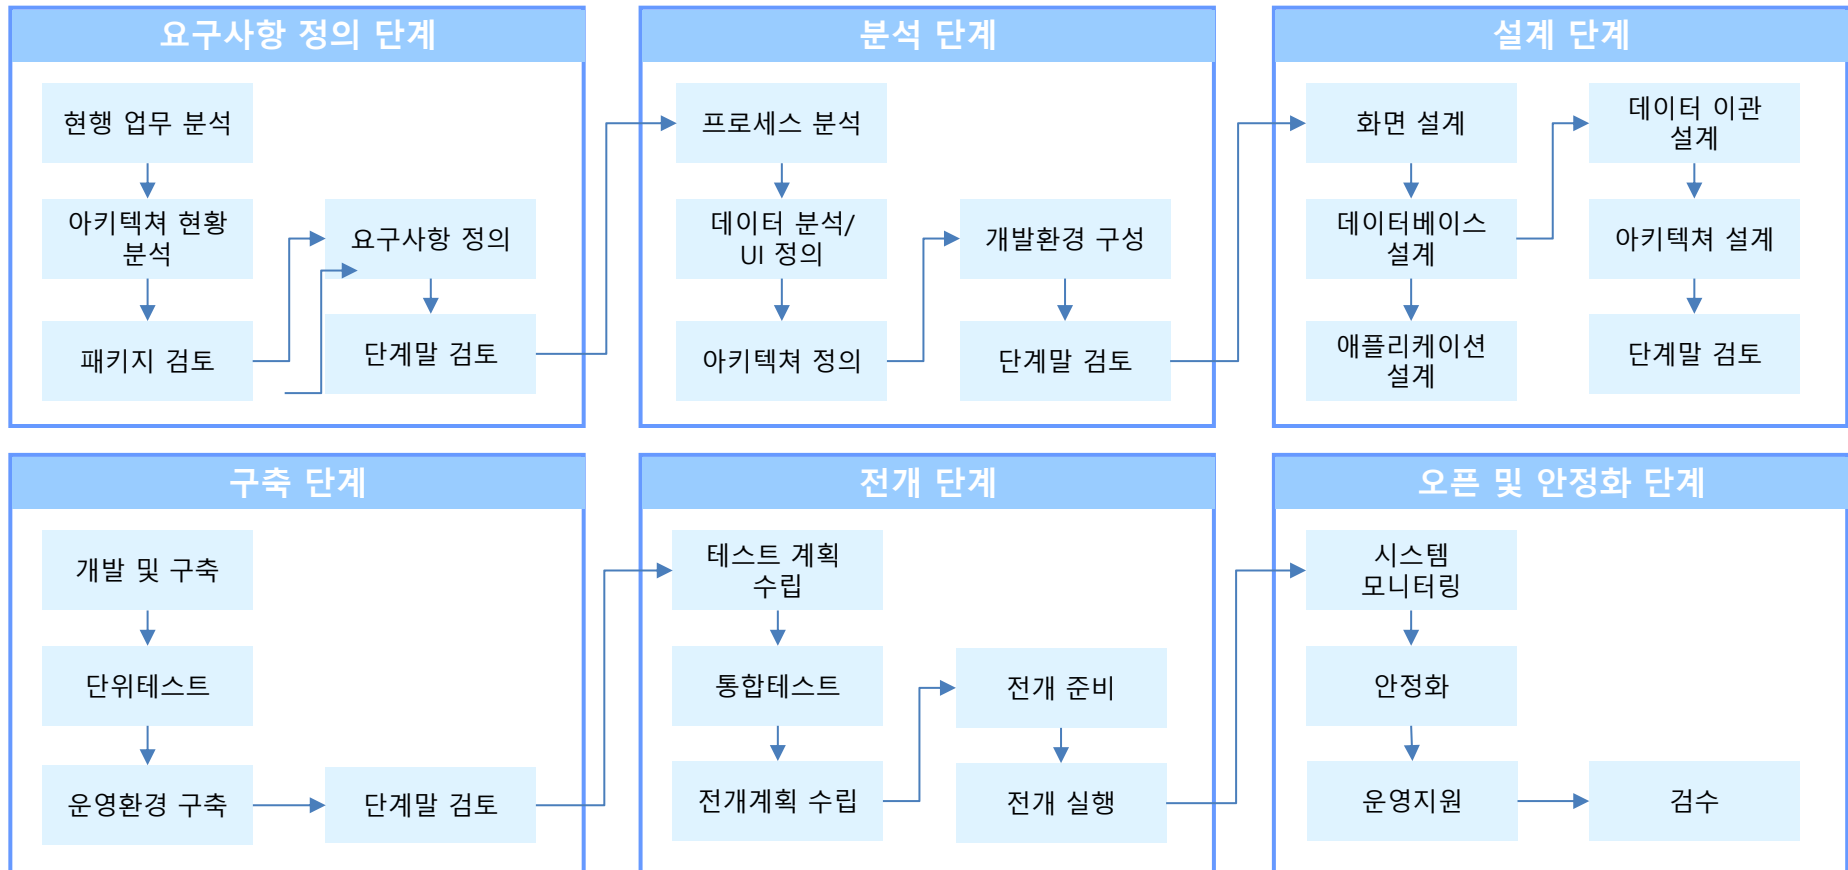 요구사항 정의 단계
현행 업무 분석
아키텍쳐 현황
분석
패키지 검토
요구사항 정의
단계말 검토
분석 단계
프로세스 분석
데이터 분석/
UI 정의
아키텍쳐 정의
개발환경 구성
단계말 검토
설계 단계
화면 설계
데이터베이스
설계
애플리케이션
설계
데이터 이관
설계
아키텍쳐 설계
단계말 검토
구축 단계
개발 및 구축
단위테스트
운영환경 구축
단계말 검토
전개 단계
테스트 계획
수립
통합테스트
전개계획 수립
전개 준비
전개 실행
오픈 및 안정화 단계
시스템
모니터링
안정화
운영지원
검수